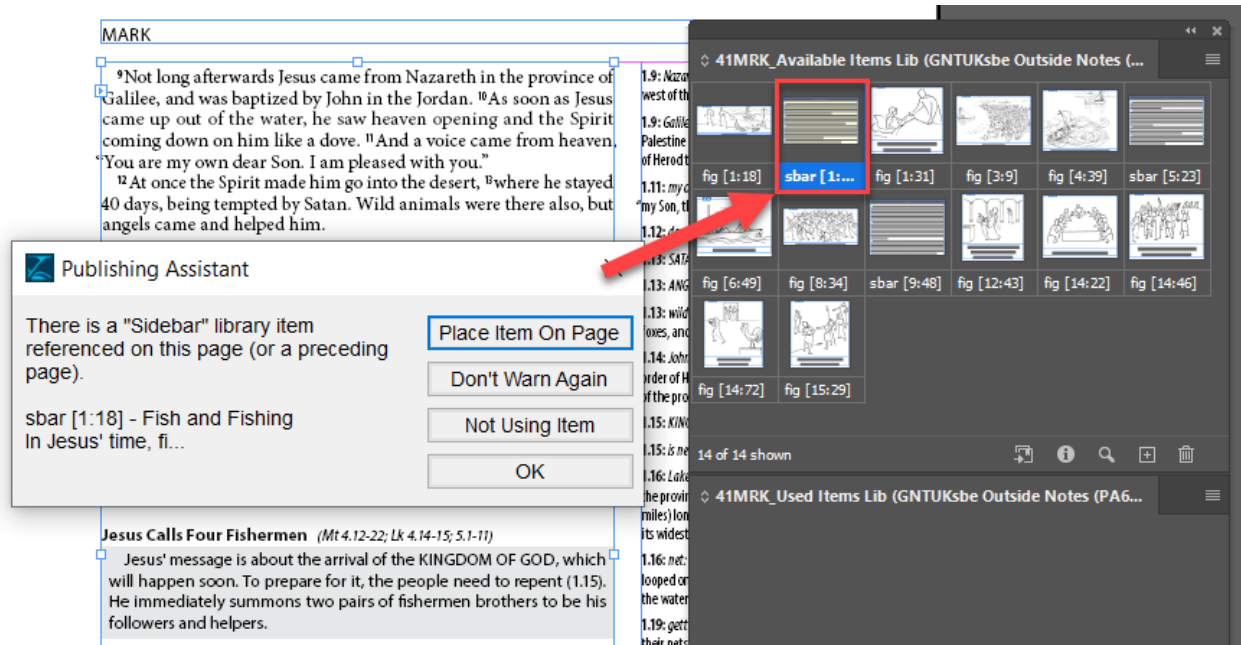 MARK
⁹Not long afterwards Jesus came from Nazareth in the province of
Galilee, and was baptized by John in the Jordan. ¹⁰As soon as Jesus
came up out of the water, he saw heaven opening and the Spirit
coming down on him like a dove. ¹¹And a voice came from heaven,
“You are my own dear Son. I am pleased with you.”
¹²At once the Spirit made him go into the desert, ¹³where he stayed
40 days, being tempted by Satan. Wild animals were there also, but
angels came and helped him.
Publishing Assistant
There is a "Sidebar" library item
referenced on this page (or a preceding
page).
sbar [1:18] - Fish and Fishing
In Jesus' time, fi...
Place Item On Page
Don't Warn Again
Not Using Item
OK
Jesus Calls Four Fishermen (Mt 4.12-22; Lk 4.14-15; 5.1-11)
Jesus' message is about the arrival of the KINGDOM OF GOD, which
will happen soon. To prepare for it, the people need to repent (1.15).
He immediately summons two pairs of fishermen brothers to be his
followers and helpers.
1.9:
west of th
1.9:
Palestine
of Herod t
1.11: my
“my Son, th
1.12:
1.13:
1.13:
1.13: wild
foxes, and
1.14: John
order of H
of the pro
1.15:
1.15: is ne
1.16: Lake
the provin
miles) lon
its widest
1.16: net:
looped or
the water
1.19: gett
their nets
41MRK_Available Items Lib (GNTUKsbe Outside Notes (...
fig [1:18]
sbar [1:...
fig [1:31]
fig [3:9]
fig [4:39]
sbar [5:23]
fig [6:49]
fig [8:34]
sbar [9:48]
fig [12:43]
fig [14:22]
fig [14:46]
fig [14:72]
fig [15:29]
14 of 14 shown
41MRK_Used Items Lib (GNTUKsbe Outside Notes (PA6...